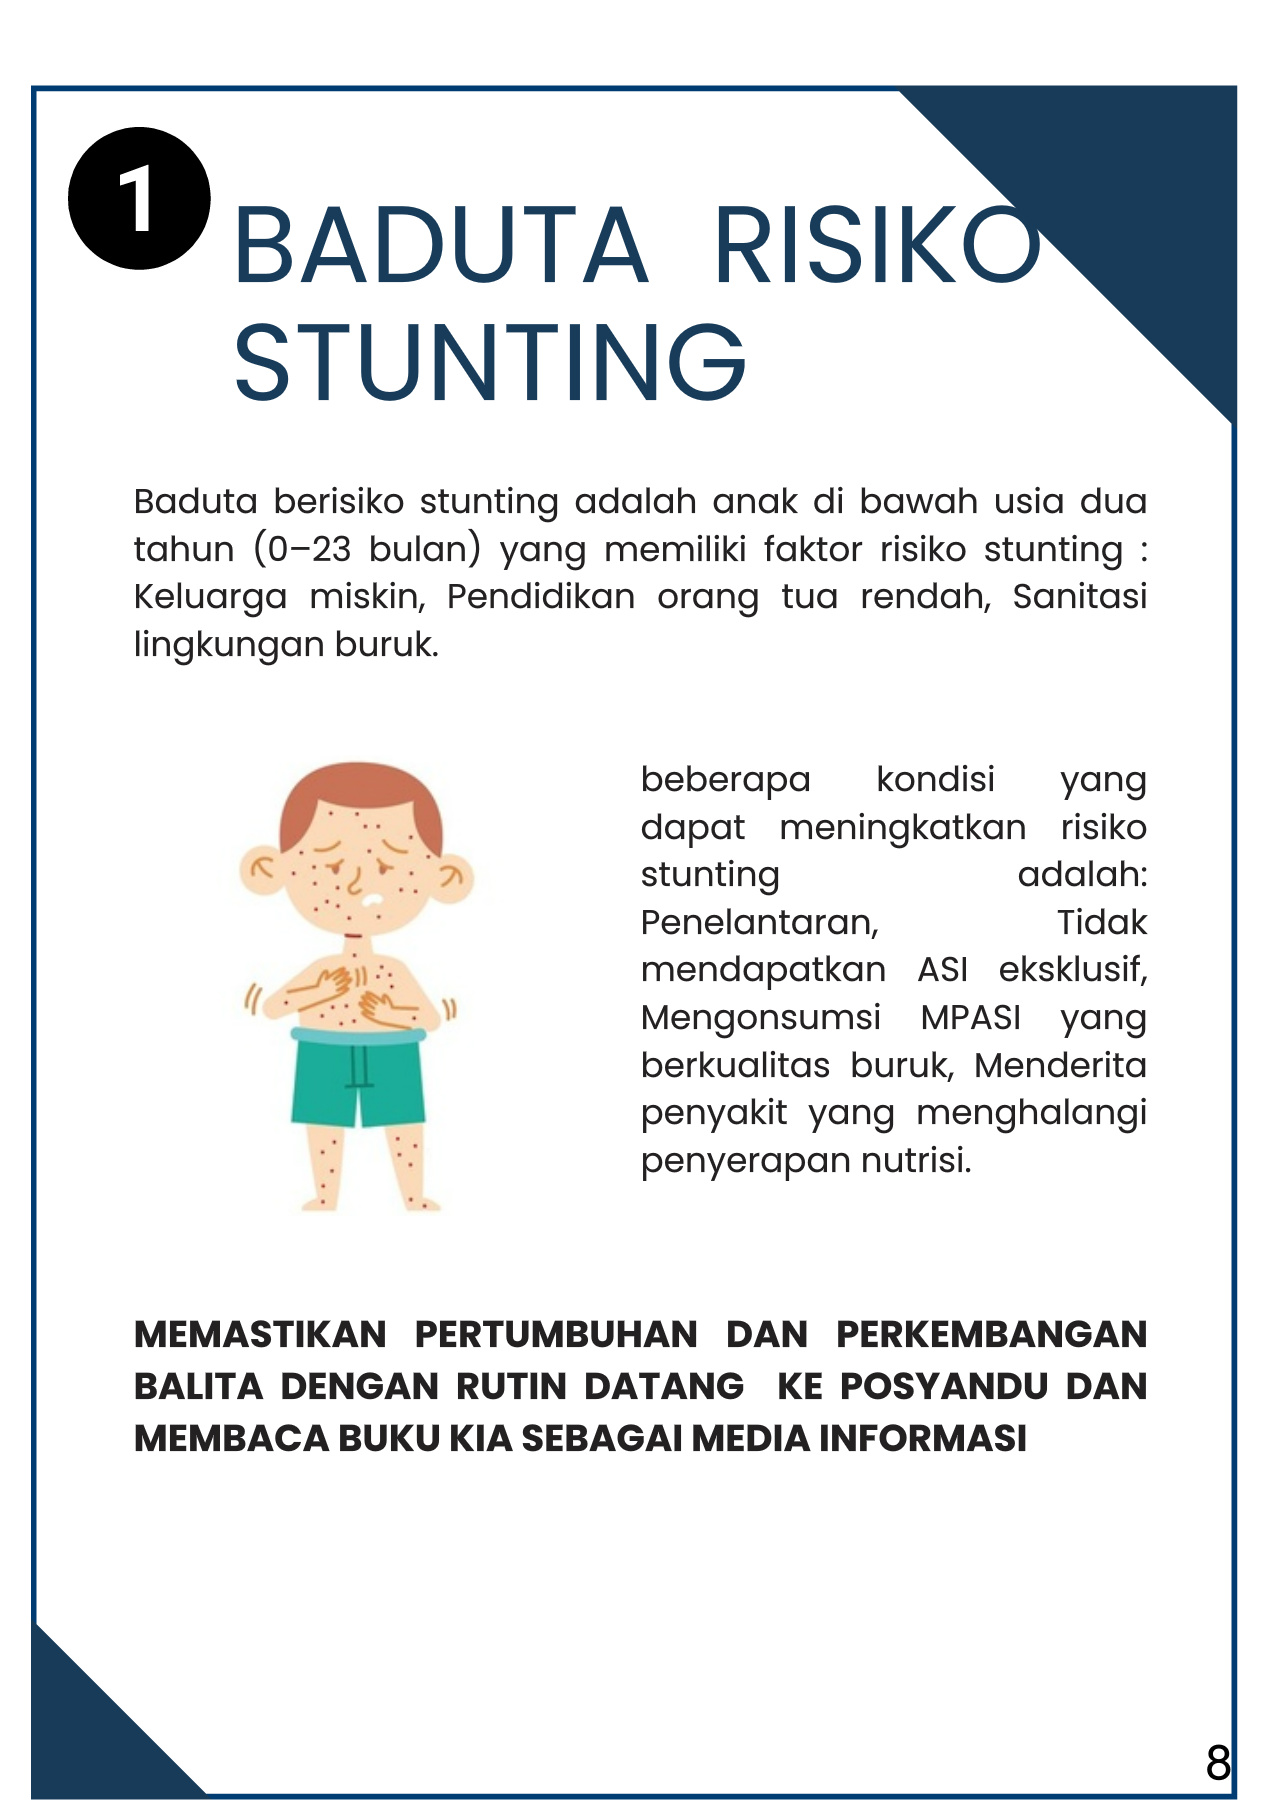 1
BADUTA RISIKO
STUNTING
Baduta berisiko stunting adalah anak di bawah usia dua
tahun (0–23 bulan) yang memiliki faktor risiko stunting :
Keluarga miskin, Pendidikan orang tua rendah, Sanitasi
lingkungan buruk.
beberapa kondisi yang
dapat meningkatkan risiko
stunting adalah:
Penelantaran, Tidak
mendapatkan ASI eksklusif,
Mengonsumsi MPASI yang
berkualitas buruk, Menderita
penyakit yang menghalangi
penyerapan nutrisi.
MEMASTIKAN PERTUMBUHAN DAN PERKEMBANGAN
BALITA DENGAN RUTIN DATANG KE POSYANDU DAN
MEMBACA BUKU KIA SEBAGAI MEDIA INFORMASI
8